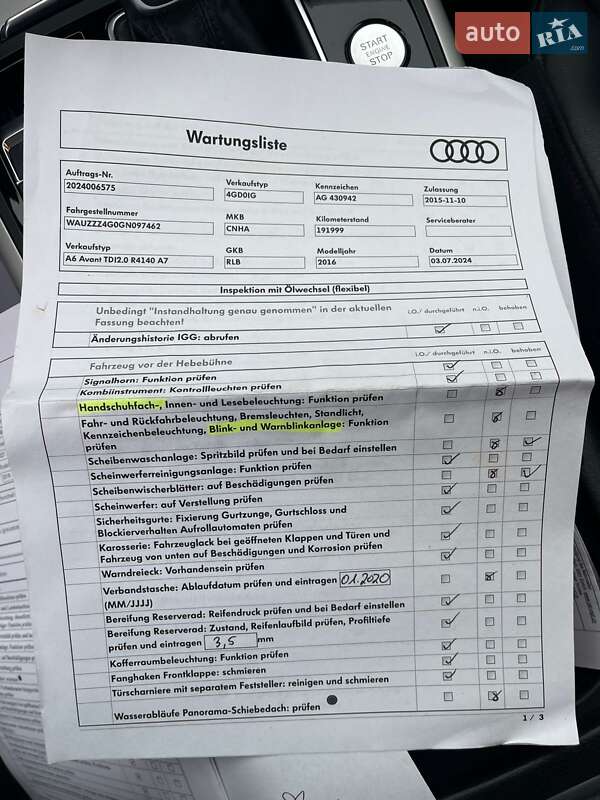 auto RIA.com
START
ENGINE
STOP
Wartungsliste
Auftrags-Nr. Verkaufstyp Kennzeichen Zulassung
2024006575 4GD0IG AG 430942 2015-11-10
Fahrgestellnummer MKB Kilometerstand Serviceberater
WAUZZZ4G0GN097462 CNHA 191999
Verkaufstyp GKB Modelljahr Datum
A6 Avant TDI2.0 R4140 A7 RLB 2016 03.07.2024
Inspektion mit Ölwechsel (flexibel)
Unbedingt "Instandhaltung genau genommen" in der aktuellen i.O./ durchgeführt n.i.O. behoben
Fassung beachten!
Änderungshistorie IGG: abrufen
Fahrzeug vor der Hebebühne i.O./ durchgeführt n.i.O. behoben
Signalhorn: Funktion prüfen
Kombiinstrument: Kontrollleuchten prüfen
Handschuhfach-, Innen- und Lesebeleuchtung: Funktion prüfen
Fahr- und Rückfahrbeleuchtung, Bremsleuchten, Standlicht,
Kennzeichenbeleuchtung, Blink- und Warnblinkanlage: Funktion
prüfen
Scheibenwaschanlage: Spritzbild prüfen und bei Bedarf einstellen
Scheinwerferreinigungsanlage: Funktion prüfen
Scheibenwischerblätter: auf Beschädigungen prüfen
Scheinwerfer: auf Verstellung prüfen
Sicherheitsgurte: Fixierung Gurtzunge, Gurtschloss und
Blockierverhalten Aufrollautomaten prüfen
Karosserie: Fahrzeuglack bei geöffneten Klappen und Türen und
Fahrzeug von unten auf Beschädigungen und Korrosion prüfen
Warndreieck: Vorhandensein prüfen
Verbandstasche: Ablaufdatum prüfen und eintragen 01.2020
(MM/JJJJ)
Bereifung Reserverad: Reifendruck prüfen und bei Bedarf einstellen
Bereifung Reserverad: Zustand, Reifenlaufbild prüfen, Profiltiefe
prüfen und eintragen 3,5 mm
Kofferraumbeleuchtung: Funktion prüfen
Fanghaken Frontklappe: schmieren
Türscharniere mit separatem Feststeller: reinigen und schmieren
Wasserabläufe Panorama-Schiebedach: prüfen
1 / 3